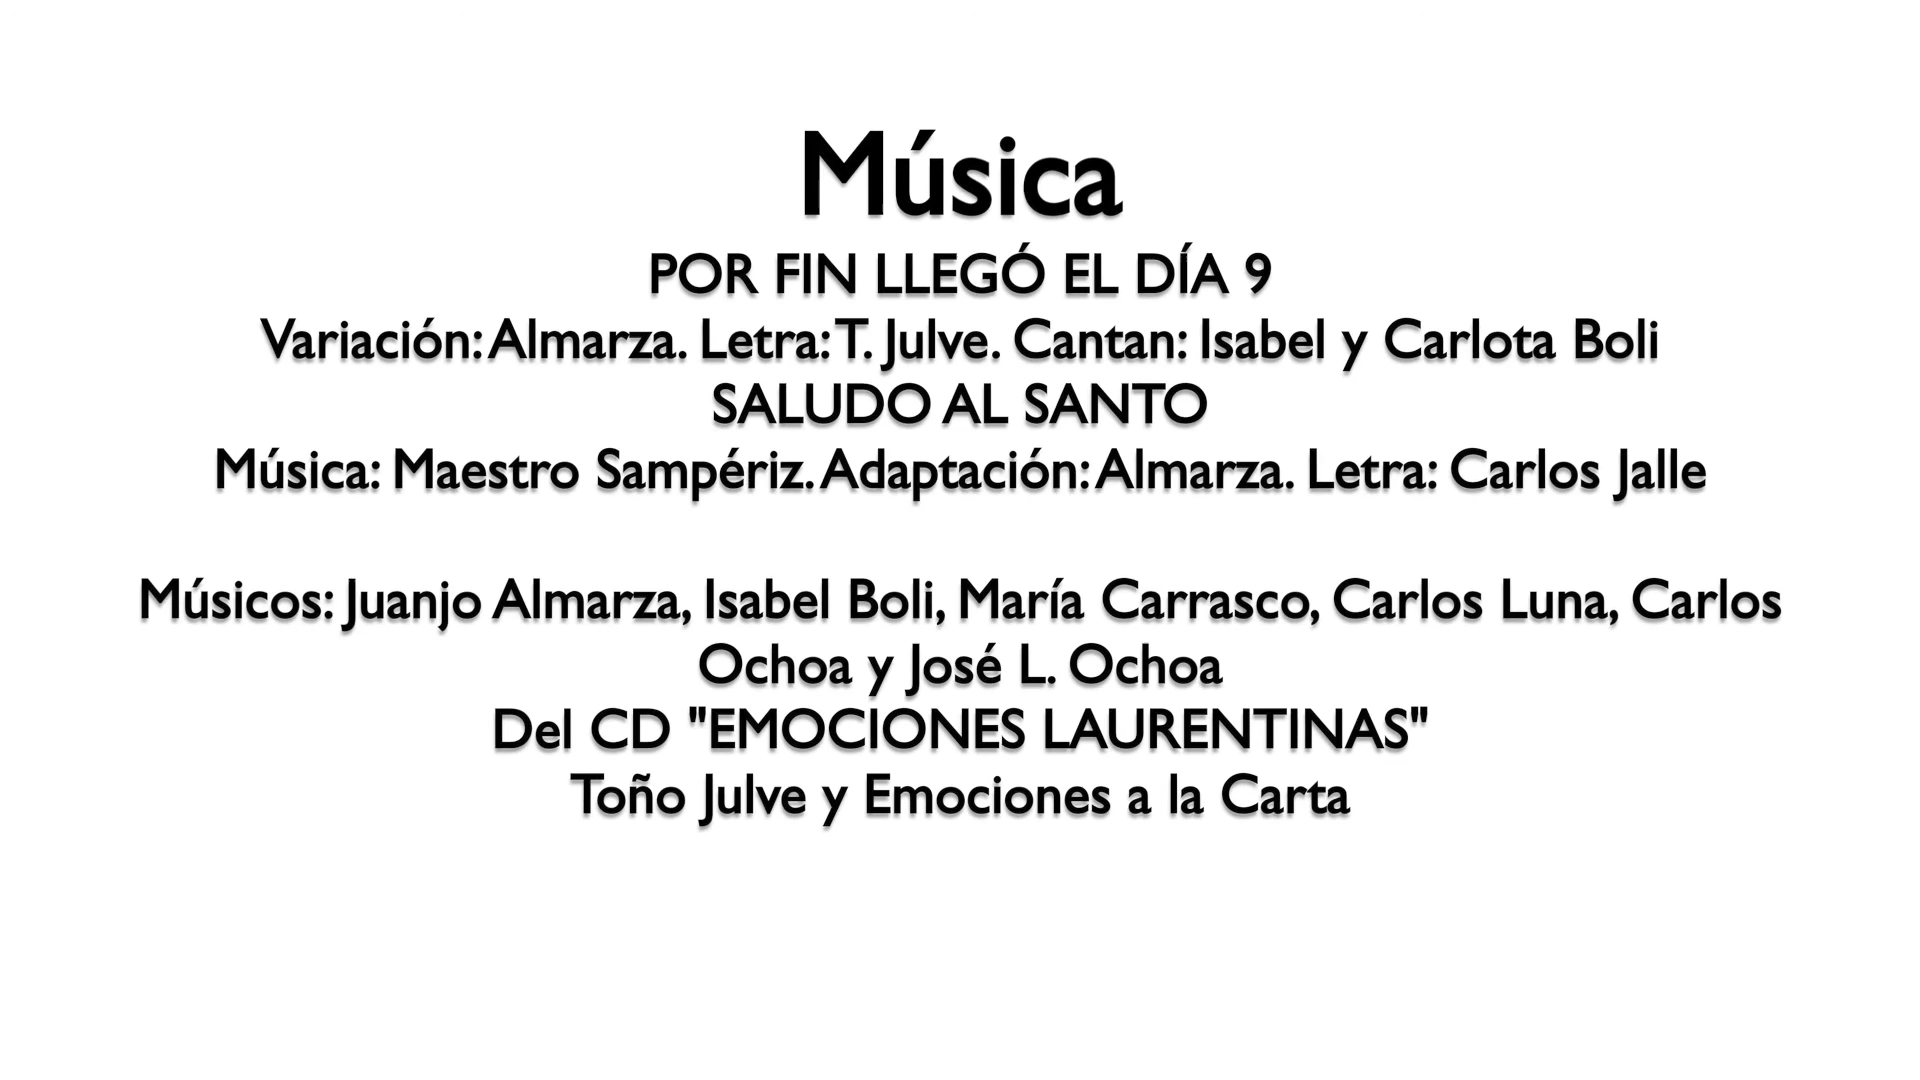 Música
POR FIN LLEGÓ EL DÍA 9
Variación: Almarza. Letra: T. Julve. Cantan: Isabel y Carlota Boli
SALUDO AL SANTO
Música: Maestro Sampériz. Adaptación: Almarza. Letra: Carlos Jalle
Músicos: Juanjo Almarza, Isabel Boli, María Carrasco, Carlos Luna, Carlos
Ochoa y José L. Ochoa
Del CD "EMOCIONES LAURENTINAS"
Toño Julve y Emociones a la Carta